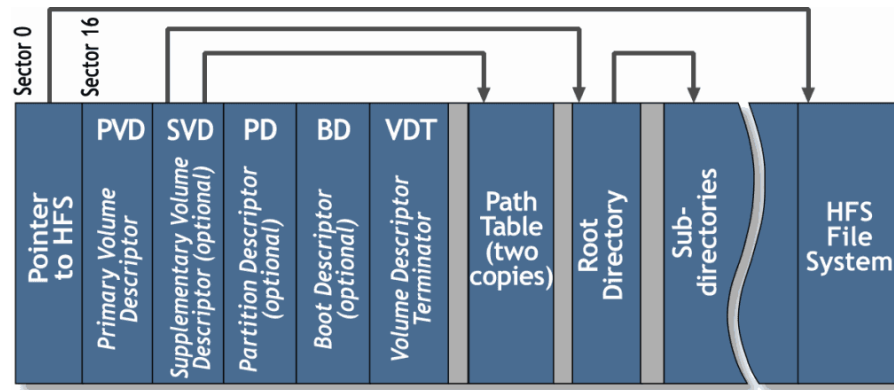 Sector 0
Sector 16
Pointer
to HFS
PVD
Primary Volume
Descriptor
SVD
Supplementary Volume
Descriptor (optional)
PD
Partition Descriptor
(optional)
BD
Boot Descriptor
(optional)
VDT
Volume Descriptor
Terminator
Path
Table
(two
copies)
Root
Directory
Sub-
directories
HFS
File
System